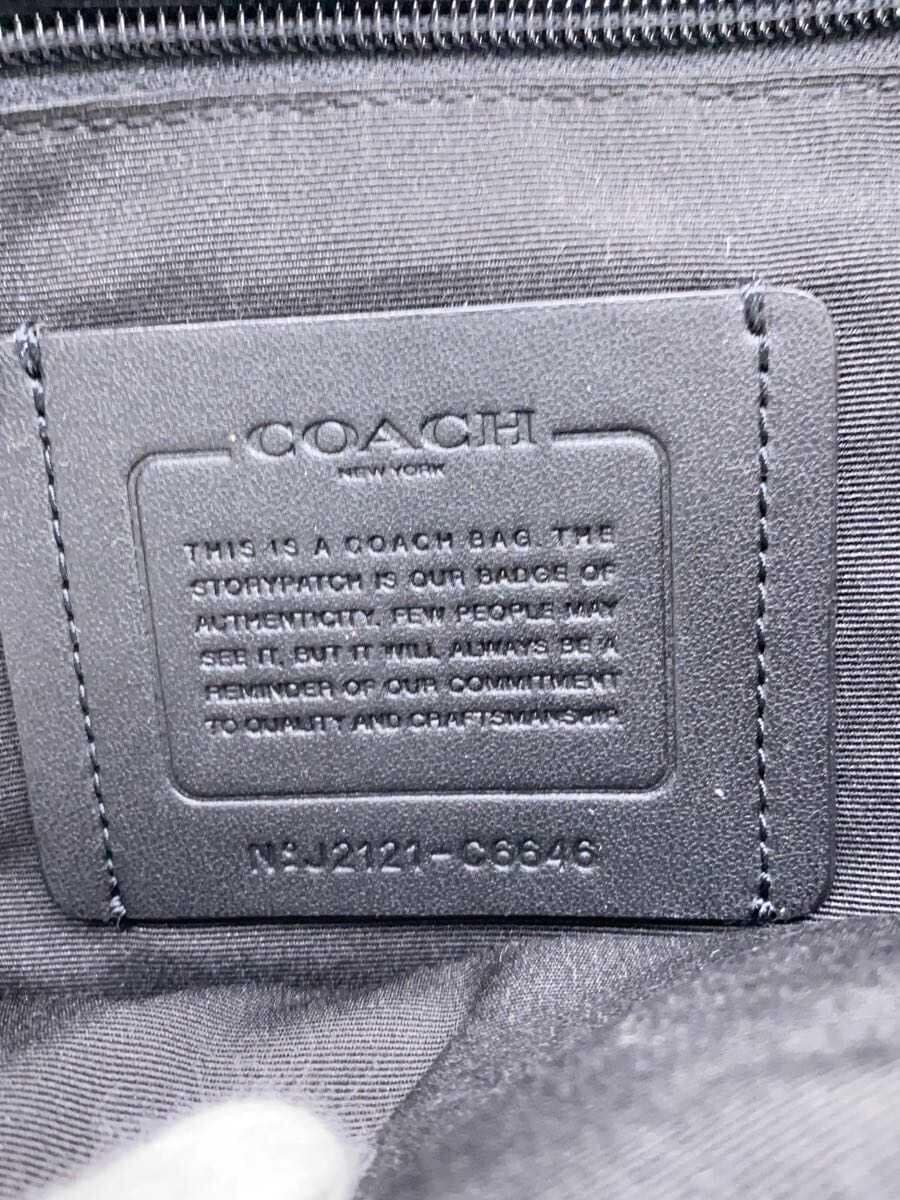 COACH
NEW YORK
THIS IS A COACH BAG. THE
STORYPATCH IS OUR BADGE OF
AUTHENTICITY. FEW PEOPLE MAY
SEE IT, BUT IT WILL ALWAYS BE A
REMINDER OF OUR COMMITMENT
TO QUALITY AND CRAFTSMANSHIP.
Nº J2121-C6646